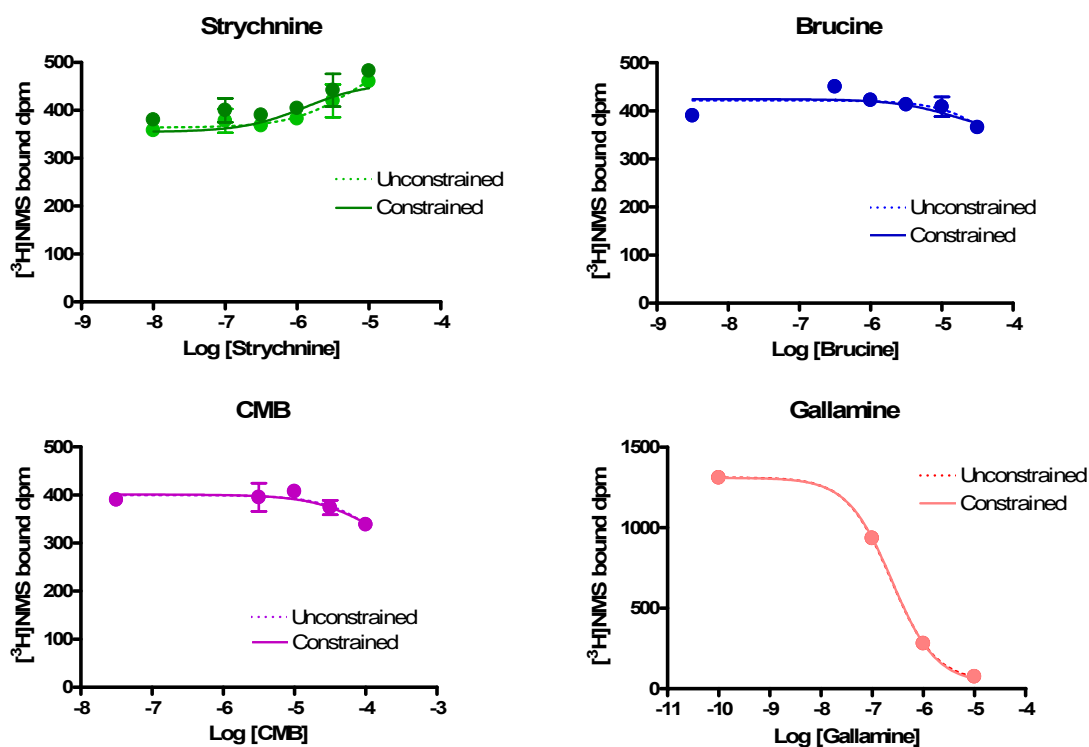 Strychnine
500
400
300
200
100
0
[³H]NMS bound dpm
-9 -8 -7 -6 -5 -4
Log [Strychnine]
Unconstrained
Constrained
Brucine
500
400
300
200
100
0
[³H]NMS bound dpm
-9 -8 -7 -6 -5 -4
Log [Brucine]
Unconstrained
Constrained
CMB
500
400
300
200
100
0
[³H]NMS bound dpm
-8 -7 -6 -5 -4 -3
Log [CMB]
Unconstrained
Constrained
Gallamine
1500
1000
500
0
[³H]NMS bound dpm
-11 -10 -9 -8 -7 -6 -5 -4
Log [Gallamine]
Unconstrained
Constrained